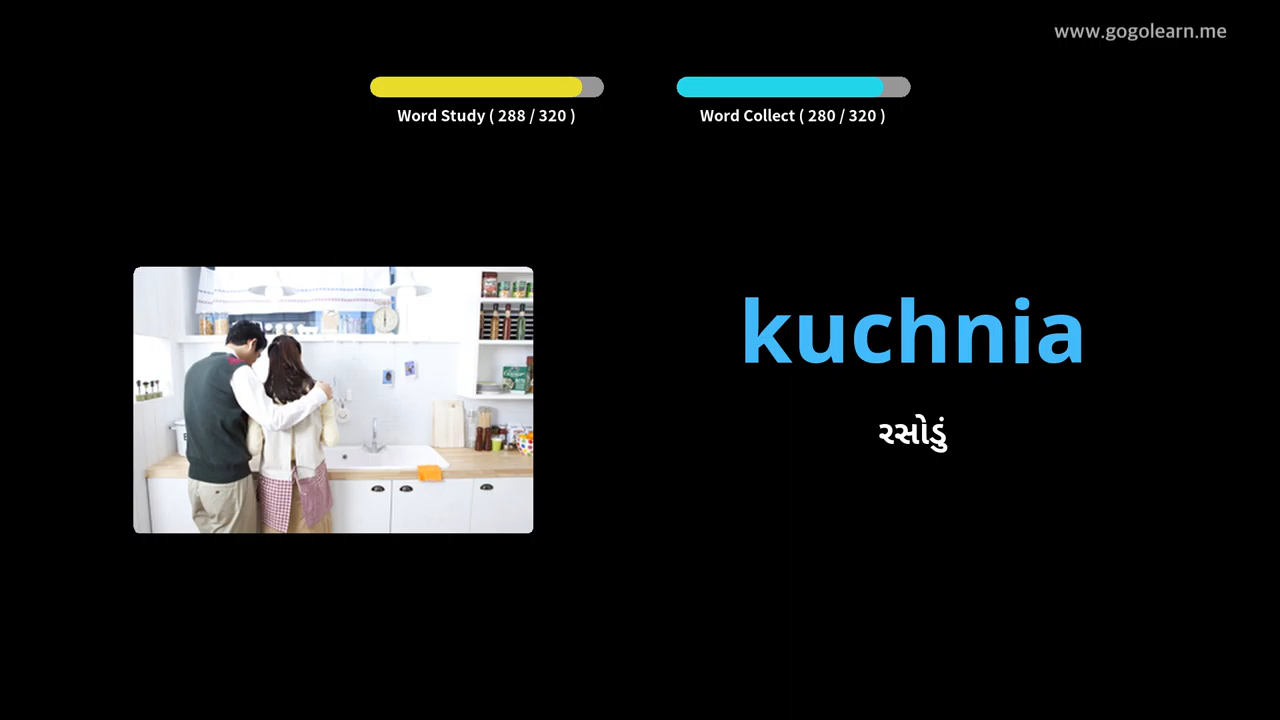 www.gogolearn.me
Word Study ( 288 / 320 )
Word Collect ( 280 / 320 )
kuchnia
રસોડું